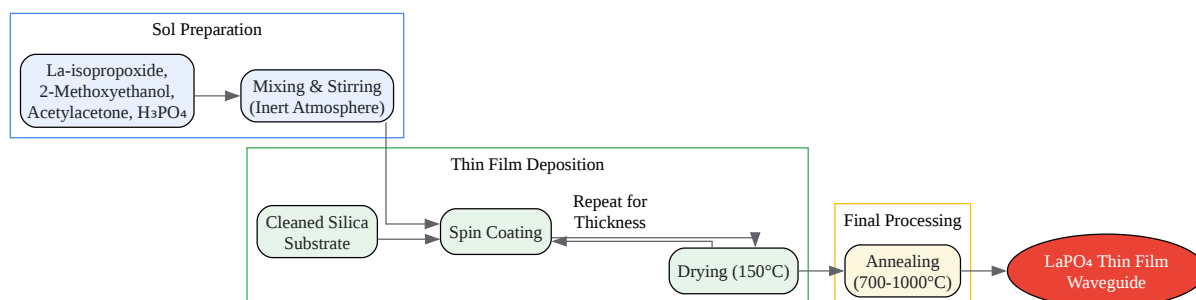 Sol Preparation
La-isopropoxide,
2-Methoxyethanol,
Acetylacetone, H₃PO₄
Mixing & Stirring
(Inert Atmosphere)
Thin Film Deposition
Cleaned Silica
Substrate
Spin Coating
Repeat for
Thickness
Drying (150°C)
Final Processing
Annealing
(700-1000°C)
LaPO₄ Thin Film
Waveguide